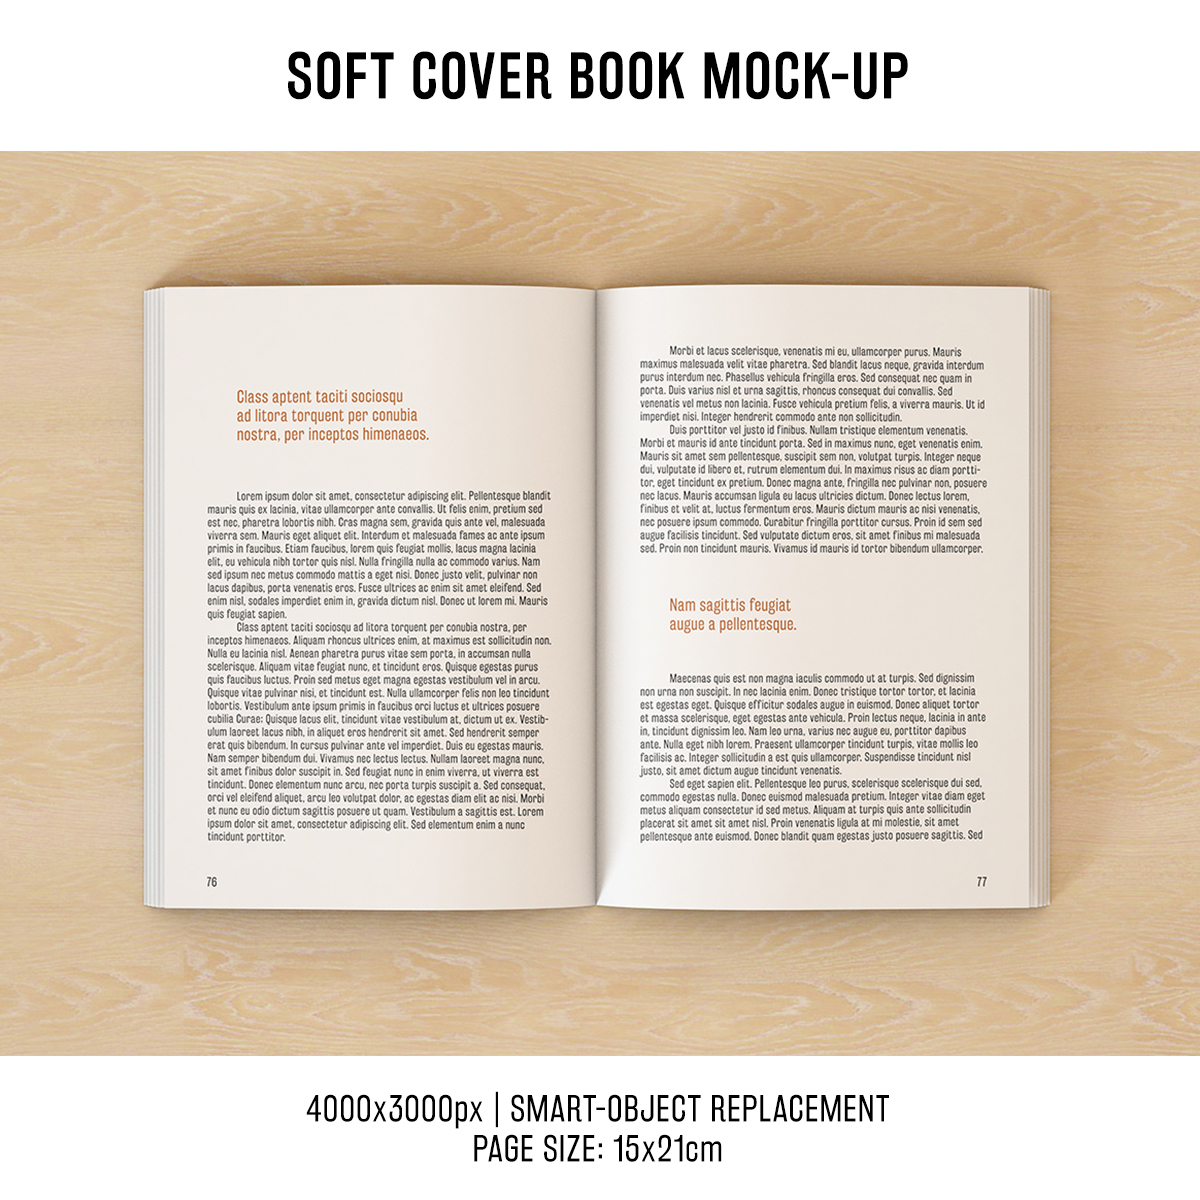 SOFT COVER BOOK MOCK-UP
Class aptent taciti sociosqu
ad litora torquent per conubia
nostra, per inceptos himenaeos.
Lorem ipsum dolor sit amet, consectetur adipiscing elit. Pellentesque blandit
mauris quis ex lacinia, vitae ullamcorper ante convallis. Ut felis enim, pretium sed
est nec, pharetra lobortis nibh. Cras magna sem, gravida quis ante vel, malesuada
viverra sem. Mauris eget aliquet elit. Interdum et malesuada fames ac ante ipsum
primis in faucibus. Etiam faucibus, lorem quis feugiat mollis, lacus magna lacinia
elit, eu vehicula nibh tortor quis nisl. Nulla fringilla nulla ac commodo varius. Nam
sed ipsum nec metus commodo mattis a eget nisi. Donec justo velit, pulvinar non
lacus dapibus, porta venenatis eros. Fusce ultrices ac enim sit amet eleifend. Sed
enim nisl, sodales imperdiet enim in, gravida dictum nisl. Donec ut lorem mi. Mauris
quis feugiat sapien.
Class aptent taciti sociosqu ad litora torquent per conubia nostra, per
inceptos himenaeos. Aliquam rhoncus ultrices enim, at maximus est sollicitudin non.
Nulla eu lacinia nisl. Aenean pharetra purus vitae sem porta, in accumsan nulla
scelerisque. Aliquam vitae feugiat nunc, et tincidunt eros. Quisque egestas purus
quis faucibus luctus. Proin sed metus eget magna egestas vestibulum vel in arcu.
Quisque vitae pulvinar nisi, et tincidunt est. Nulla ullamcorper felis non leo tincidunt
lobortis. Vestibulum ante ipsum primis in faucibus orci luctus et ultrices posuere
cubilia Curae; Quisque lacus elit, tincidunt vitae vestibulum at, dictum ut ex. Vestib-
ulum laoreet lacus nibh, in aliquet eros hendrerit sit amet. Sed hendrerit semper
erat quis bibendum. In cursus pulvinar ante vel imperdiet. Duis eu egestas mauris.
Nam semper bibendum dui. Vivamus nec lectus lectus. Nullam laoreet magna nunc,
sit amet finibus dolor suscipit in. Sed feugiat nunc in enim viverra, ut viverra est
tincidunt. Donec elementum nunc arcu, nec porta turpis suscipit a. Sed consequat,
orci vel eleifend aliquet, arcu leo volutpat dolor, ac egestas diam elit ac nisi. Morbi
et nunc eu odio dictum sagittis posuere ut quam. Vestibulum a sagittis est. Lorem
ipsum dolor sit amet, consectetur adipiscing elit. Sed elementum enim a nunc
tincidunt porttitor.
76
Morbi et lacus scelerisque, venenatis mi eu, ullamcorper purus. Mauris
maximus malesuada velit vitae pharetra. Sed blandit lacus neque, gravida interdum
purus interdum nec. Phasellus vehicula fringilla eros. Sed consequat nec quam in
porta. Duis varius nisl et urna sagittis, rhoncus consequat dui convallis. Sed
venenatis vel metus non lacinia. Fusce vehicula pretium felis, a viverra mauris. Ut id
imperdiet nisi. Integer hendrerit commodo ante non sollicitudin.
Duis porttitor vel justo id finibus. Nullam tristique elementum venenatis.
Morbi et mauris id ante tincidunt porta. Sed in maximus nunc, eget venenatis enim.
Mauris sit amet sem pellentesque, suscipit sem non, volutpat turpis. Integer neque
dui, vulputate id libero et, rutrum elementum dui. In maximus risus ac diam portti-
tor, eget tincidunt ex pretium. Donec magna ante, fringilla nec pulvinar non, posuere
nec lacus. Mauris accumsan ligula eu lacus ultricies dictum. Donec lectus lorem,
finibus et velit at, luctus fermentum eros. Mauris dictum mauris ac nisi venenatis,
nec posuere ipsum commodo. Curabitur fringilla porttitor cursus. Proin id sem sed
augue facilisis tincidunt. Sed vulputate dictum eros, sit amet finibus mi malesuada
sed. Proin non tincidunt mauris. Vivamus id mauris id tortor bibendum ullamcorper.
Nam sagittis feugiat
augue a pellentesque.
Maecenas quis est non magna iaculis commodo ut at turpis. Sed dignissim
non urna non suscipit. In nec lacinia enim. Donec tristique tortor tortor, et lacinia
est egestas eget. Quisque efficitur sodales augue in euismod. Donec aliquet tortor
et massa scelerisque, eget egestas ante vehicula. Proin lectus neque, lacinia in ante
in, tincidunt dignissim leo. Nam leo urna, varius nec augue eu, porttitor dapibus
ante. Nulla eget nibh lorem. Praesent ullamcorper tincidunt turpis, vitae mollis leo
facilisis ac. Integer sollicitudin a est quis ullamcorper. Suspendisse tincidunt nisl
justo, sit amet dictum augue tincidunt venenatis.
Sed eget sapien elit. Pellentesque leo purus, scelerisque scelerisque dui sed,
commodo egestas nulla. Donec euismod malesuada pretium. Integer vitae diam eget
metus aliquam consectetur id sed metus. Aliquam at turpis quis ante sollicitudin
placerat sit amet sit amet nisl. Proin venenatis ligula at mi molestie, sit amet
pellentesque ante euismod. Donec blandit quam egestas justo posuere sagittis. Sed
77
4000x3000px | SMART-OBJECT REPLACEMENT
PAGE SIZE: 15x21cm